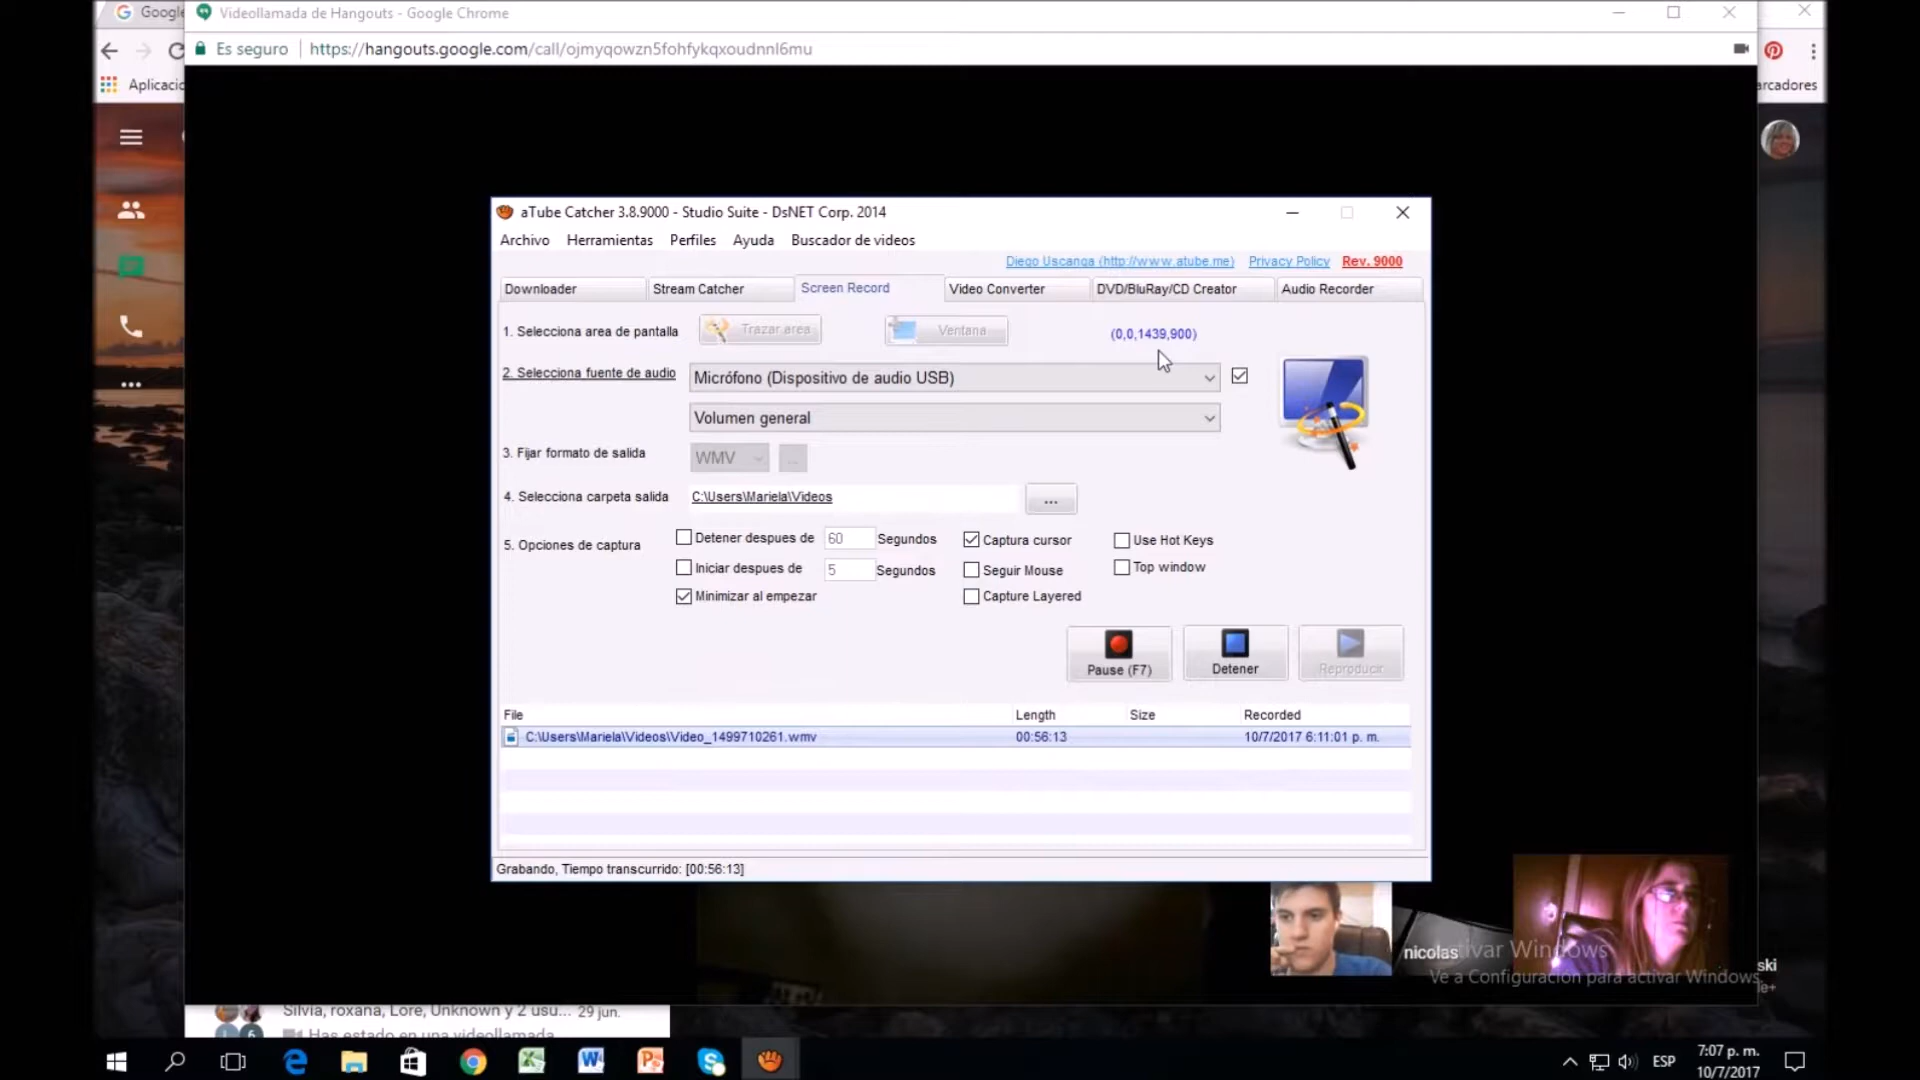 Google
Videollamada de Hangouts - Google Chrome
Es seguro
https://hangouts.google.com/call/ojmyqowzn5fohfykqxoudnnl6mu
Aplicacio
arcadores
aTube Catcher 3.8.9000 - Studio Suite - DsNET Corp. 2014
Archivo Herramientas Perfiles Ayuda Buscador de videos
Diego Uscanga (http://www.atube.me) Privacy Policy Rev. 9000
Downloader Stream Catcher Screen Record Video Converter DVD/BluRay/CD Creator Audio Recorder
1. Selecciona area de pantalla Trazar area Ventana (0,0,1439,900)
2. Selecciona fuente de audio Micrófono (Dispositivo de audio USB)
Volumen general
3. Fijar formato de salida WMV ...
4. Selecciona carpeta salida C:\Users\Mariela\Videos ...
5. Opciones de captura
Detener despues de 60 Segundos Captura cursor Use Hot Keys
Iniciar despues de 5 Segundos Seguir Mouse Top window
Minimizar al empezar Capture Layered
Pause (F7) Detener Reproducir
File Length Size Recorded
C:\Users\Mariela\Videos\Video_1499710261.wmv 00:56:13 10/7/2017 6:11:01 p. m.
Grabando, Tiempo transcurrido: [00:56:13]
nicolas
tivar Windows
ski
Ve a Configuración para activar Windows.
le+
Silvia, roxana, Lore, Unknown y 2 usu... 29 jun.
6 Has estado en una videollamada
ESP
7:07 p. m.
10/7/2017